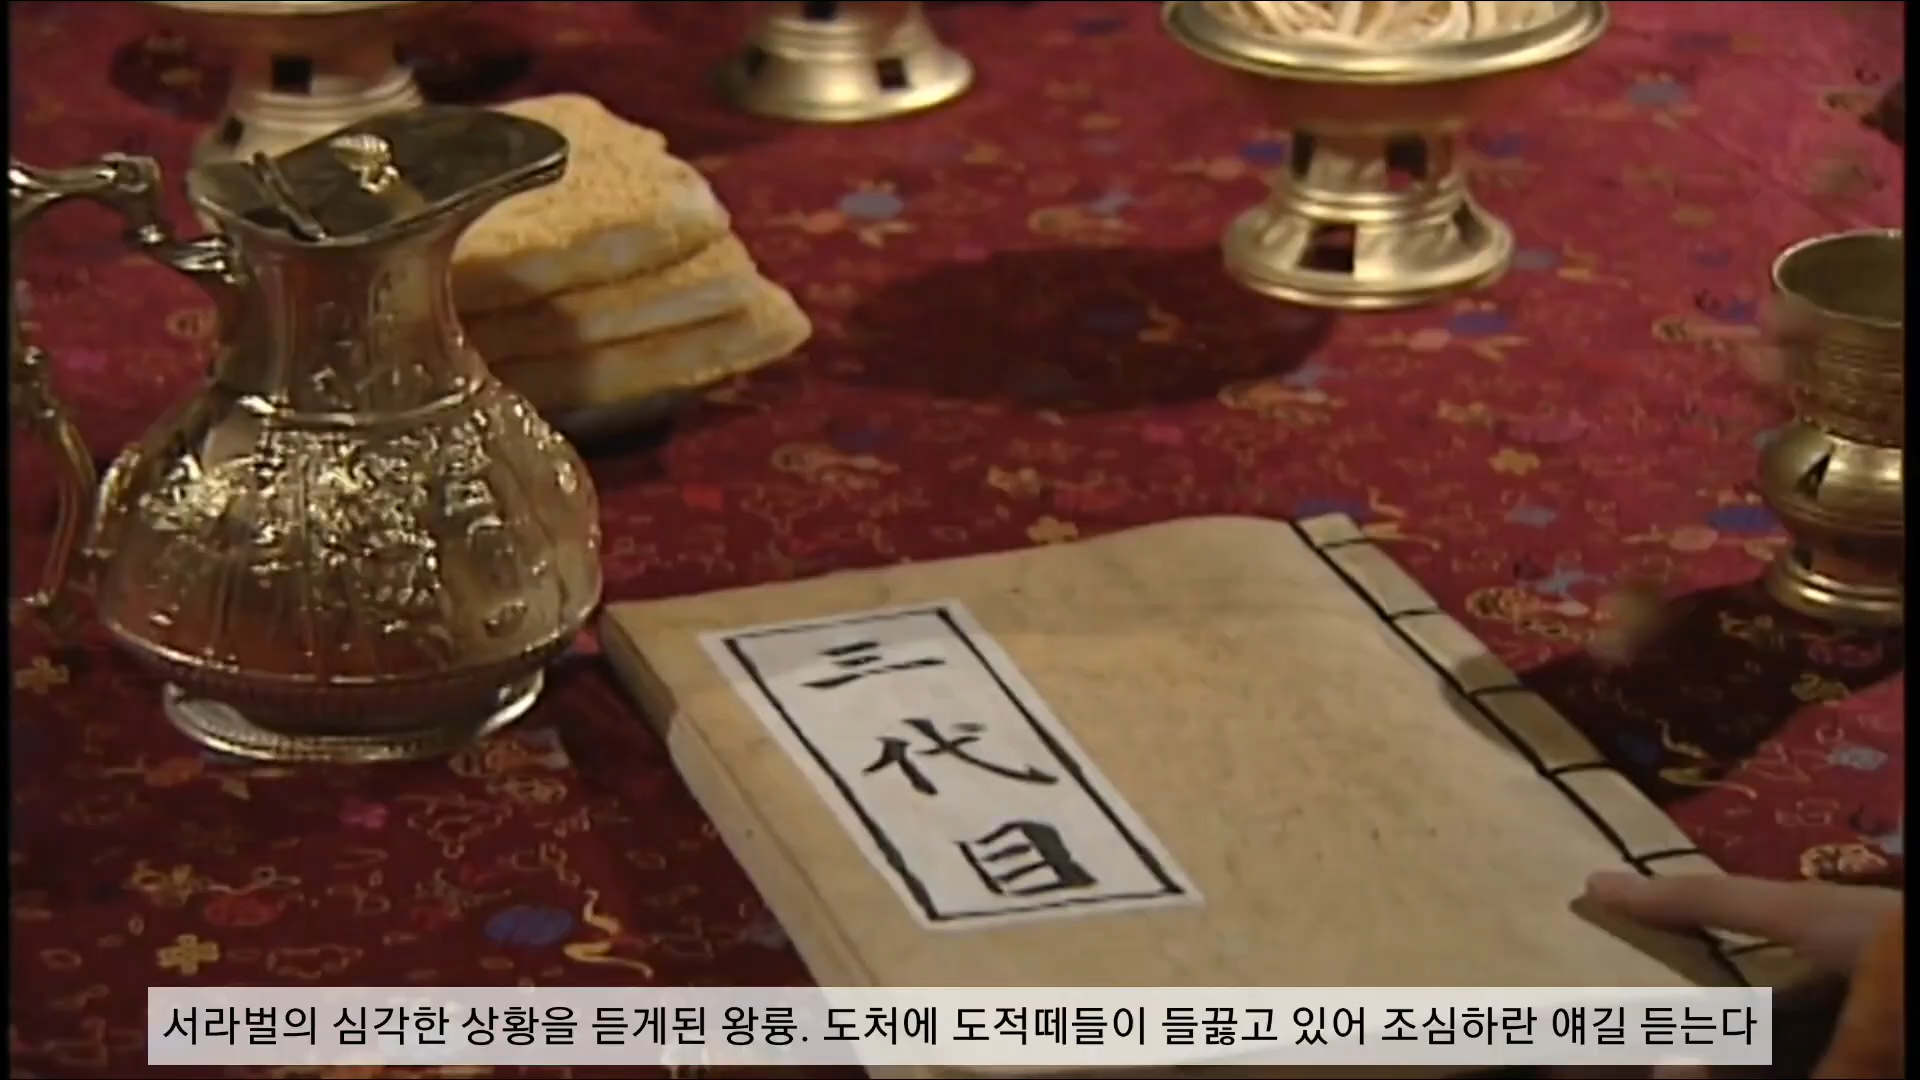 三
代
目
서라벌의 심각한 상황을 듣게된 왕륭. 도처에 도적떼들이 들끓고 있어 조심하란 얘길 듣는다